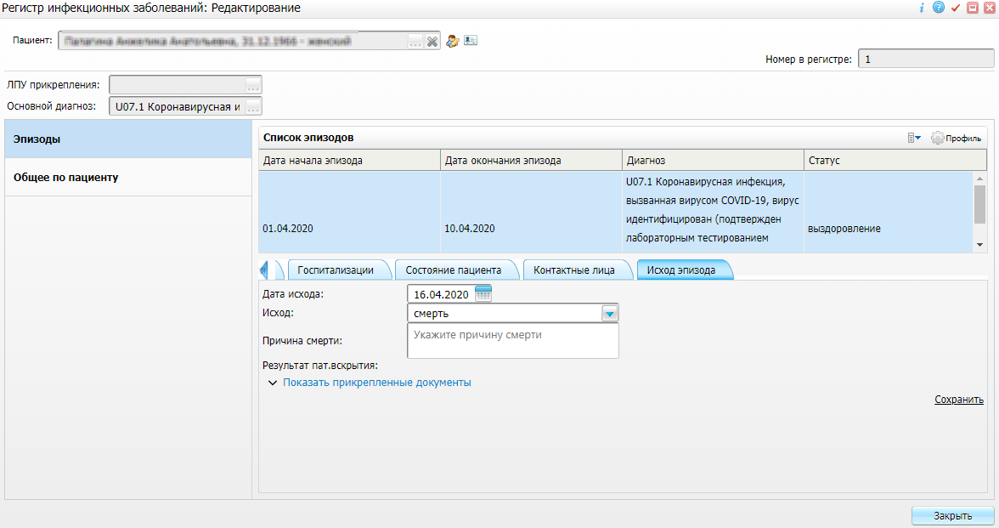 Регистр инфекционных заболеваний: Редактирование
Пациент:
Номер в регистре: 1
ЛПУ прикрепления:
Основной диагноз: U07.1 Коронавирусная и
Эпизоды
Общее по пациенту
Список эпизодов
Профиль
Дата начала эпизода Дата окончания эпизода Диагноз Статус
U07.1 Коронавирусная инфекция,
вызванная вирусом COVID-19, вирус
идентифицирован (подтвержден
01.04.2020 10.04.2020 выздоровление
лабораторным тестированием
Госпитализации Состояние пациента Контактные лица Исход эпизода
Дата исхода: 16.04.2020
Исход: смерть
Причина смерти: Укажите причину смерти
Результат пат.вскрытия:
Показать прикрепленные документы
Сохранить
Закрыть